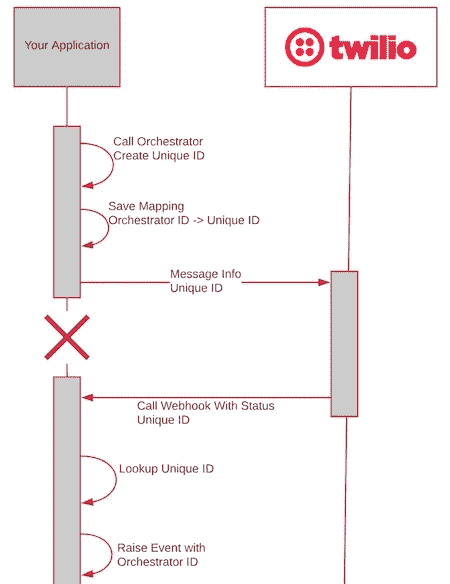 Your Application
twilio
Call Orchestrator
Create Unique ID
Save Mapping
Orchestrator ID -> Unique ID
Message Info
Unique ID
Call Webhook With Status
Unique ID
Lookup Unique ID
Raise Event with
Orchestrator ID